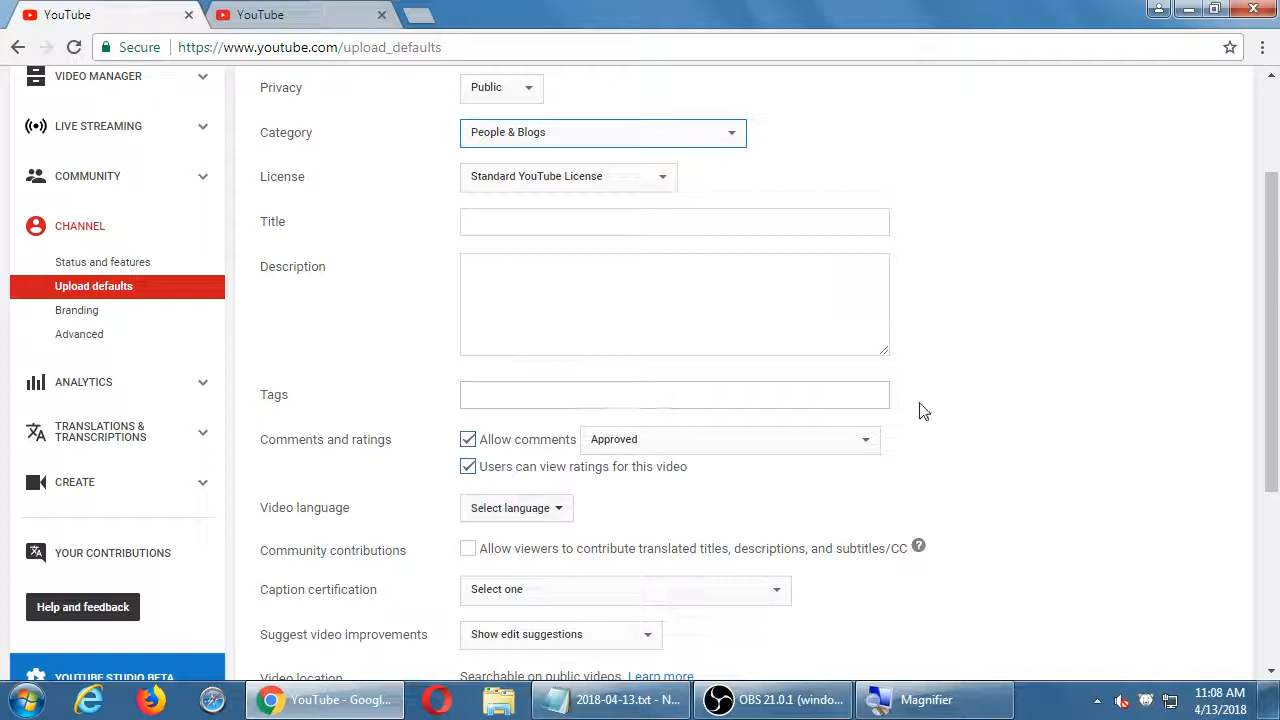 YouTube
YouTube
Secure
https://www.youtube.com/upload_defaults
VIDEO MANAGER
LIVE STREAMING
COMMUNITY
CHANNEL
Status and features
Upload defaults
Branding
Advanced
ANALYTICS
TRANSLATIONS &
TRANSCRIPTIONS
CREATE
YOUR CONTRIBUTIONS
Help and feedback
YOUTUBE STUDIO BETA
Privacy
Public
Category
People & Blogs
License
Standard YouTube License
Title
Description
Tags
Comments and ratings
Allow comments
Approved
Users can view ratings for this video
Video language
Select language
Community contributions
Allow viewers to contribute translated titles, descriptions, and subtitles/CC
?
Caption certification
Select one
Suggest video improvements
Show edit suggestions
Video location
Searchable on public videos. Learn more
YouTube - Googl...
2018-04-13.txt - N...
OBS 21.0.1 (windo...
Magnifier
11:08 AM
4/13/2018